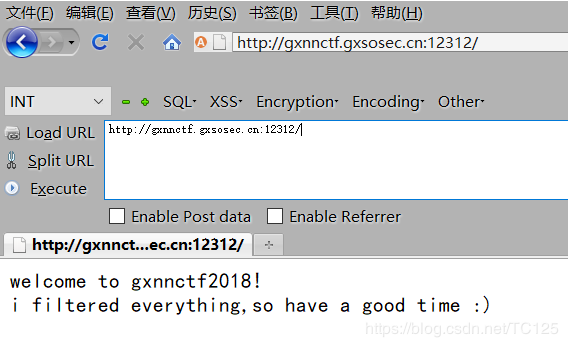 文件(F) 编辑(E) 查看(V) 历史(S) 书签(B) 工具(T) 帮助(H)
http://gxnnctf.gxsosec.cn:12312/
INT SQL XSS Encryption Encoding Other
Load URL
http://gxnnctf.gxsosec.cn:12312/
Split URL
Execute
Enable Post data Enable Referrer
http://gxnnct...ec.cn:12312/
welcome to gxnnctf2018!
i filtered everything,so have a good time :)
https://blog.csdn.net/TC125